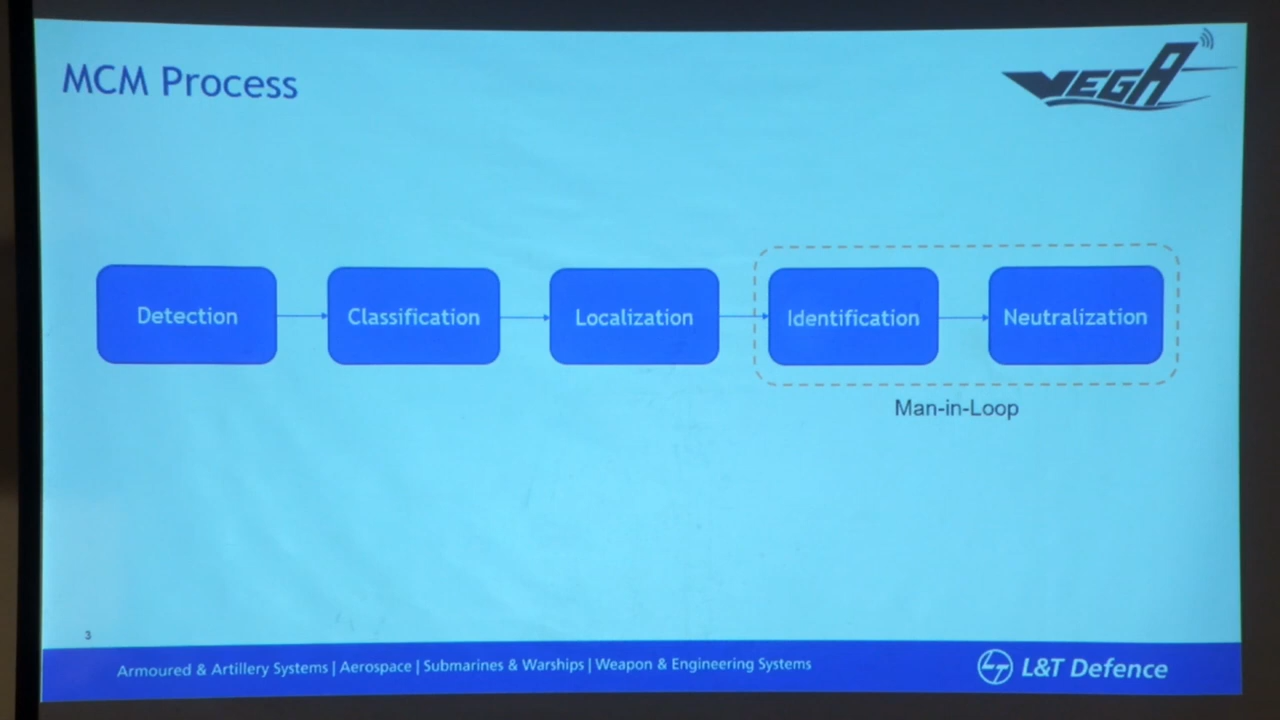 MCM Process
VEGA
Detection
Classification
Localization
Identification
Neutralization
Man-in-Loop
3
Armoured & Artillery Systems | Aerospace | Submarines & Warships | Weapon & Engineering Systems
L&T Defence